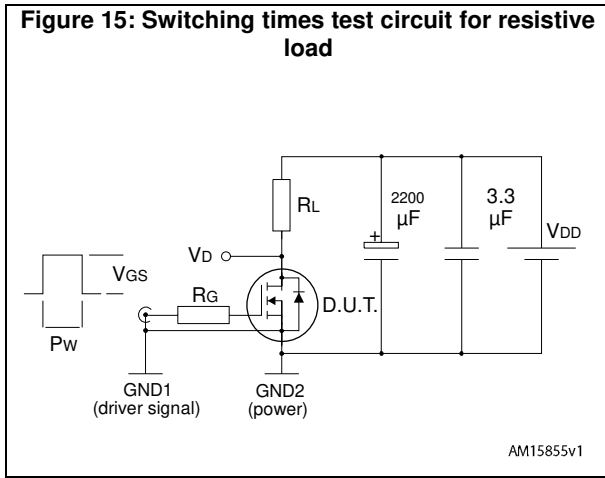 Figure 15: Switching times test circuit for resistive
load
RL
2200
μF
3.3
μF
VDD
VD
VGS
RG
D.U.T.
PW
GND1
(driver signal)
GND2
(power)
+
AM15855v1